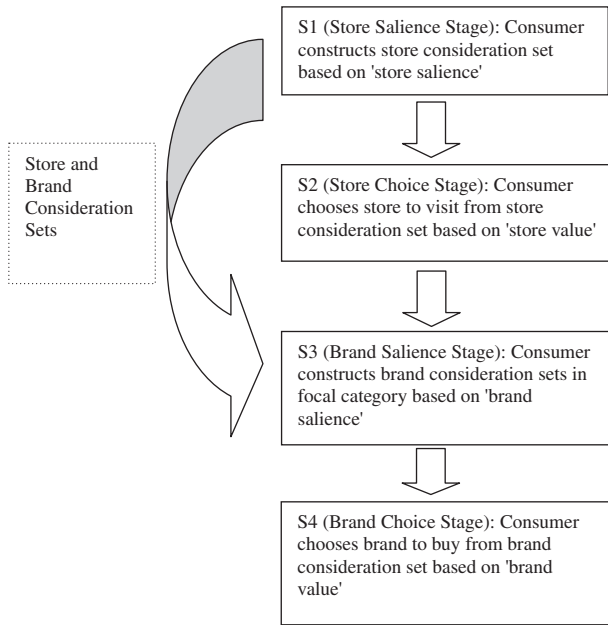 S1 (Store Salience Stage): Consumer
constructs store consideration set
based on 'store salience'
Store and
Brand
Consideration
Sets
S2 (Store Choice Stage): Consumer
chooses store to visit from store
consideration set based on 'store value'
S3 (Brand Salience Stage): Consumer
constructs brand consideration sets in
focal category based on 'brand
salience'
S4 (Brand Choice Stage): Consumer
chooses brand to buy from brand
consideration set based on 'brand
value'